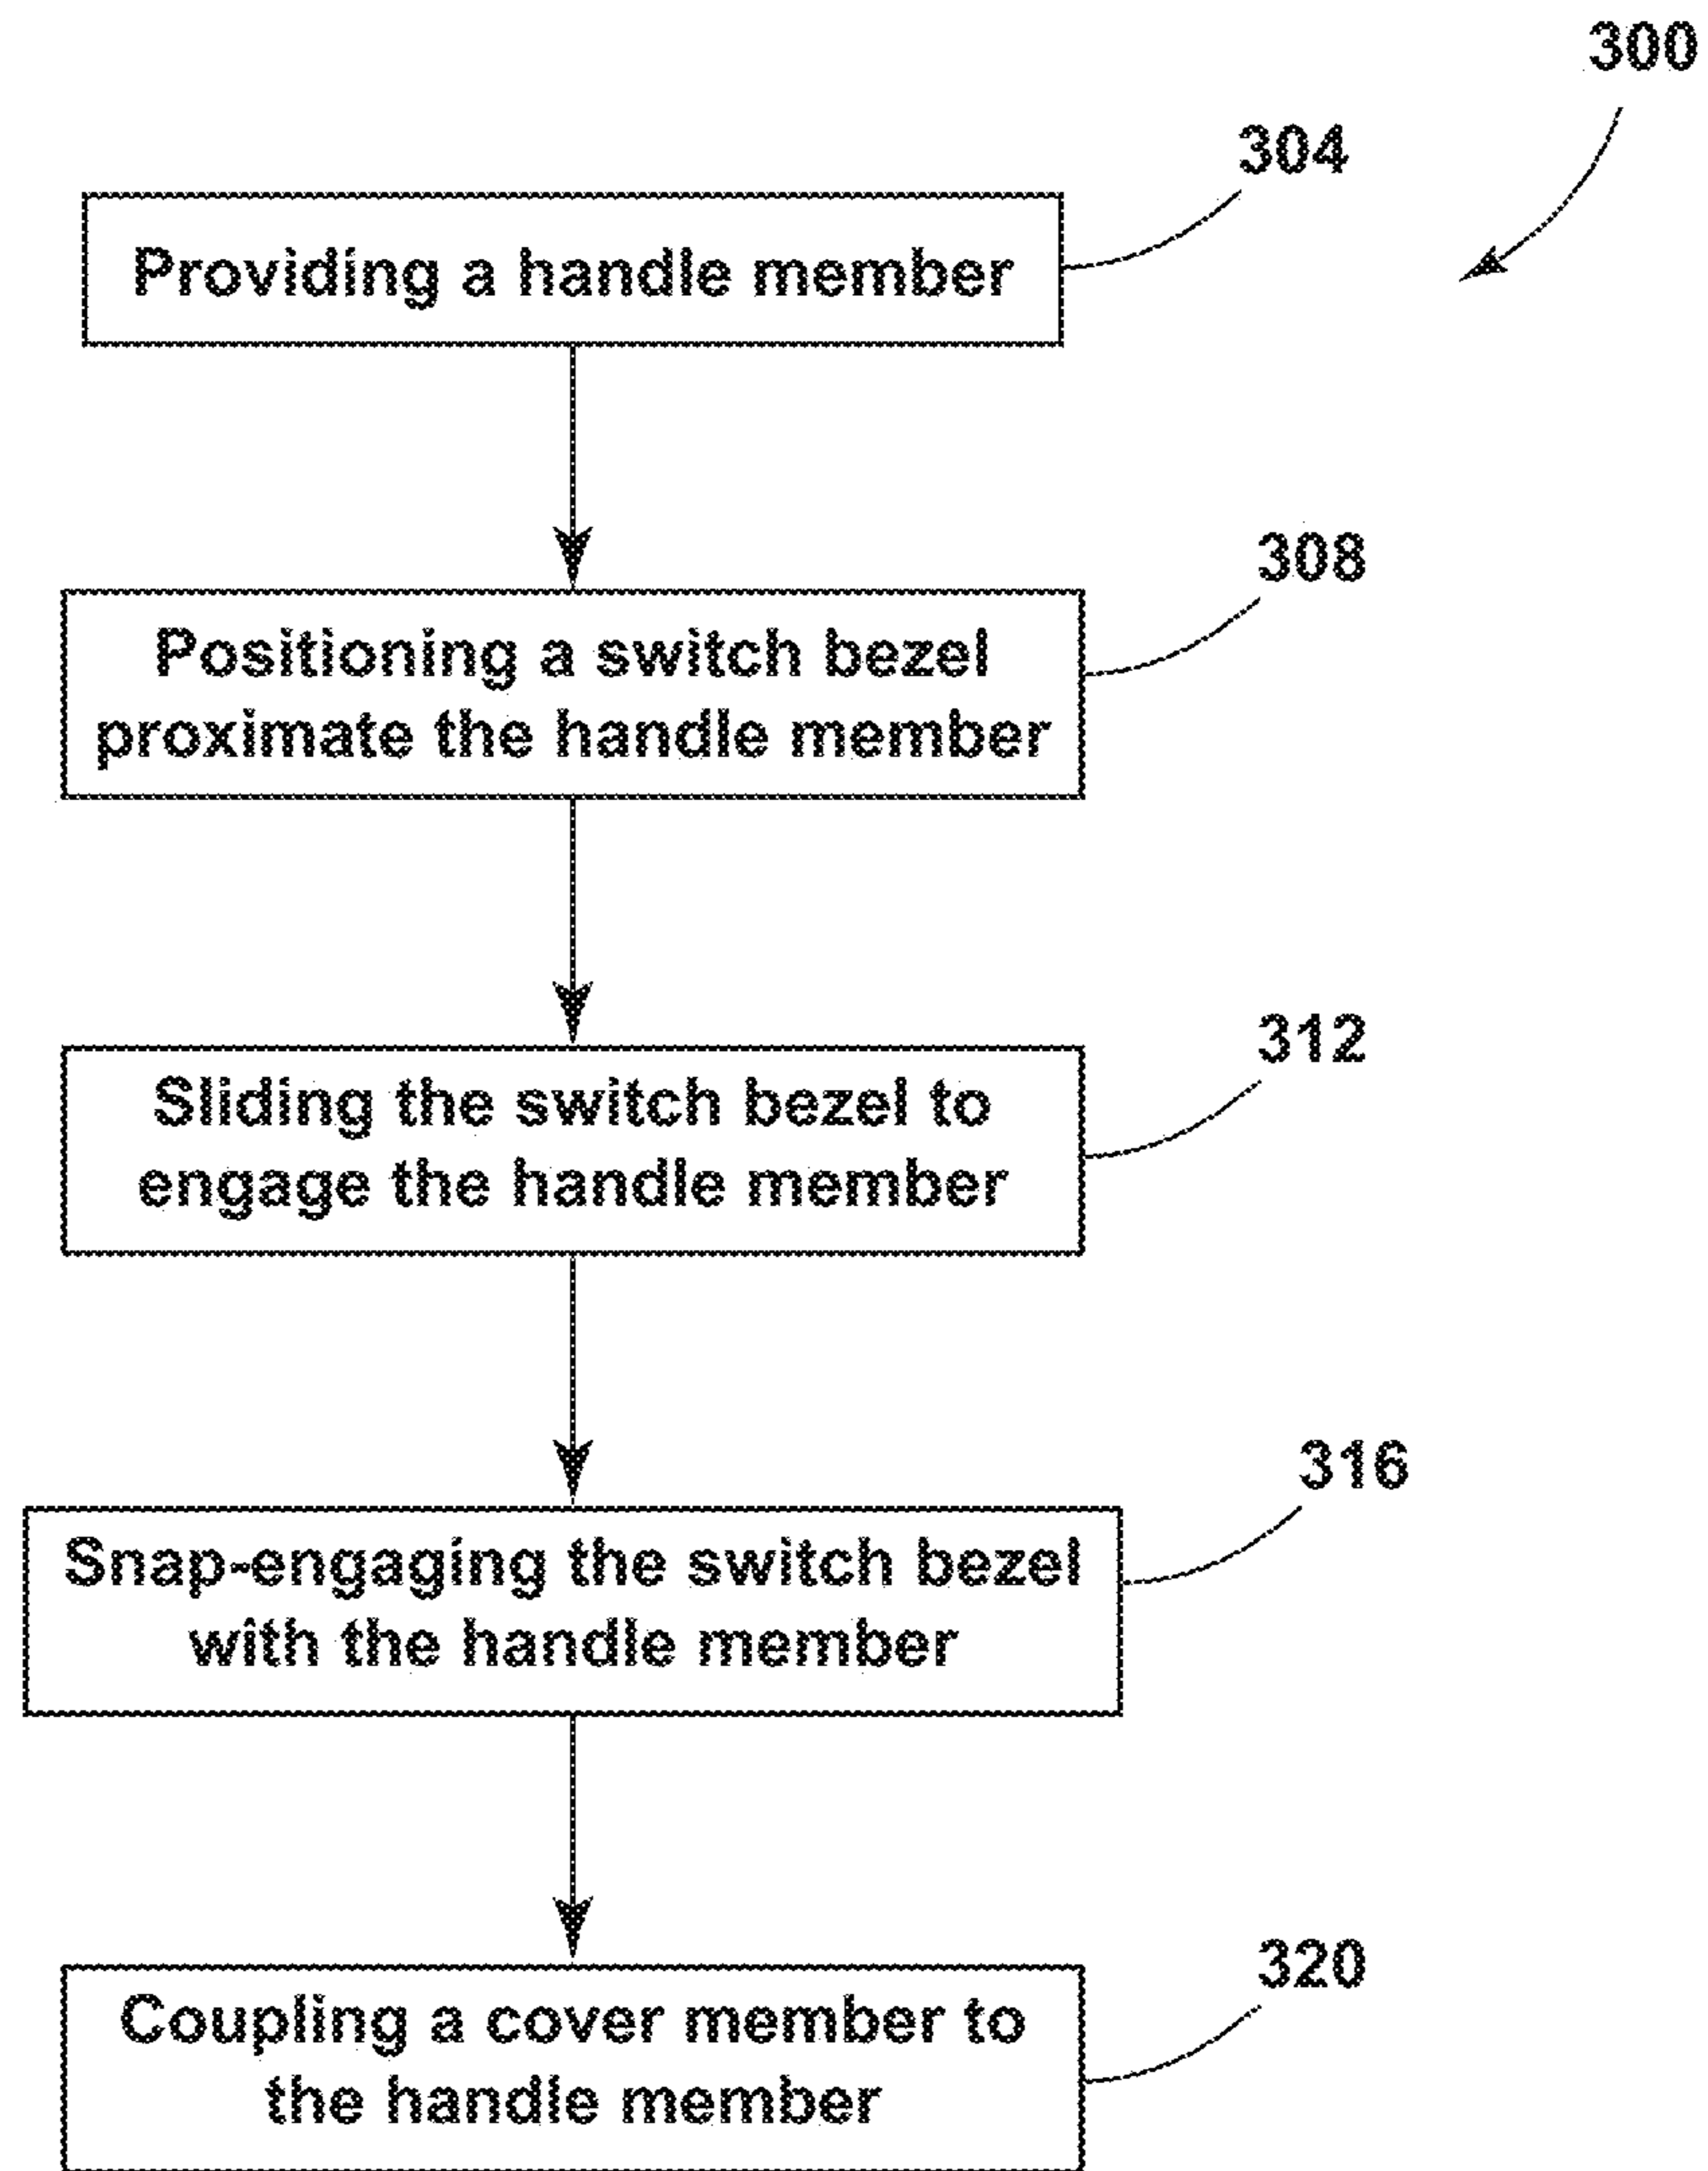 300
304
Providing a handle member
308
Positioning a switch bezel
proximate the handle member
312
Sliding the switch bezel to
engage the handle member
316
Snap-engaging the switch bezel
with the handle member
320
Coupling a cover member to
the handle member